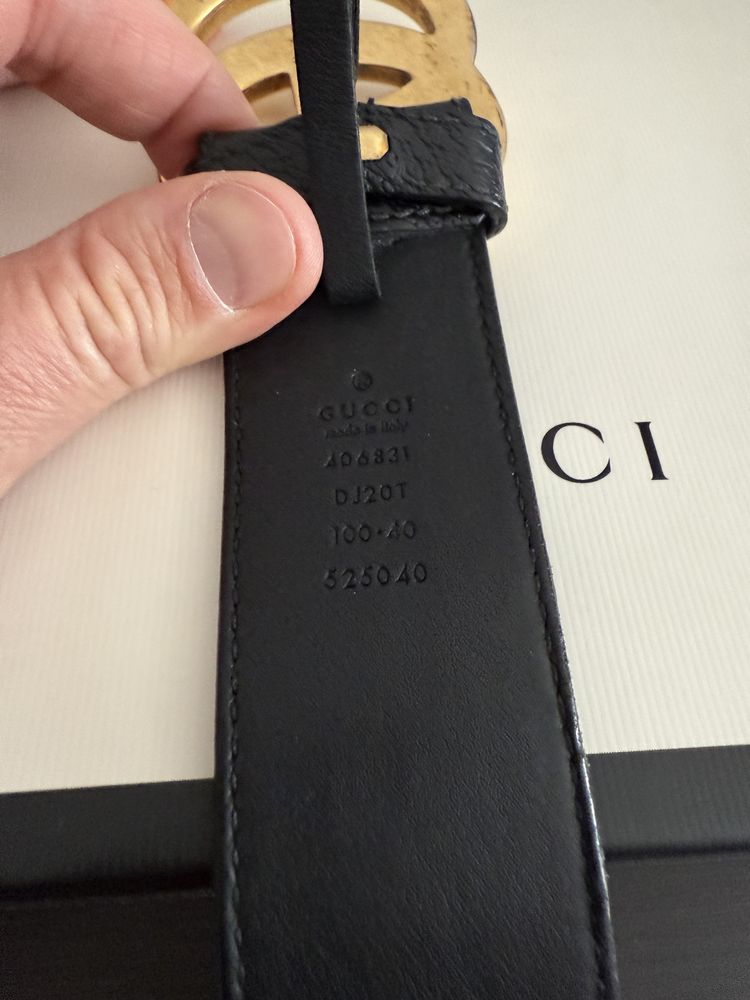 GUCCI
made in italy
406831
DJ20T
100·40
525040
CI